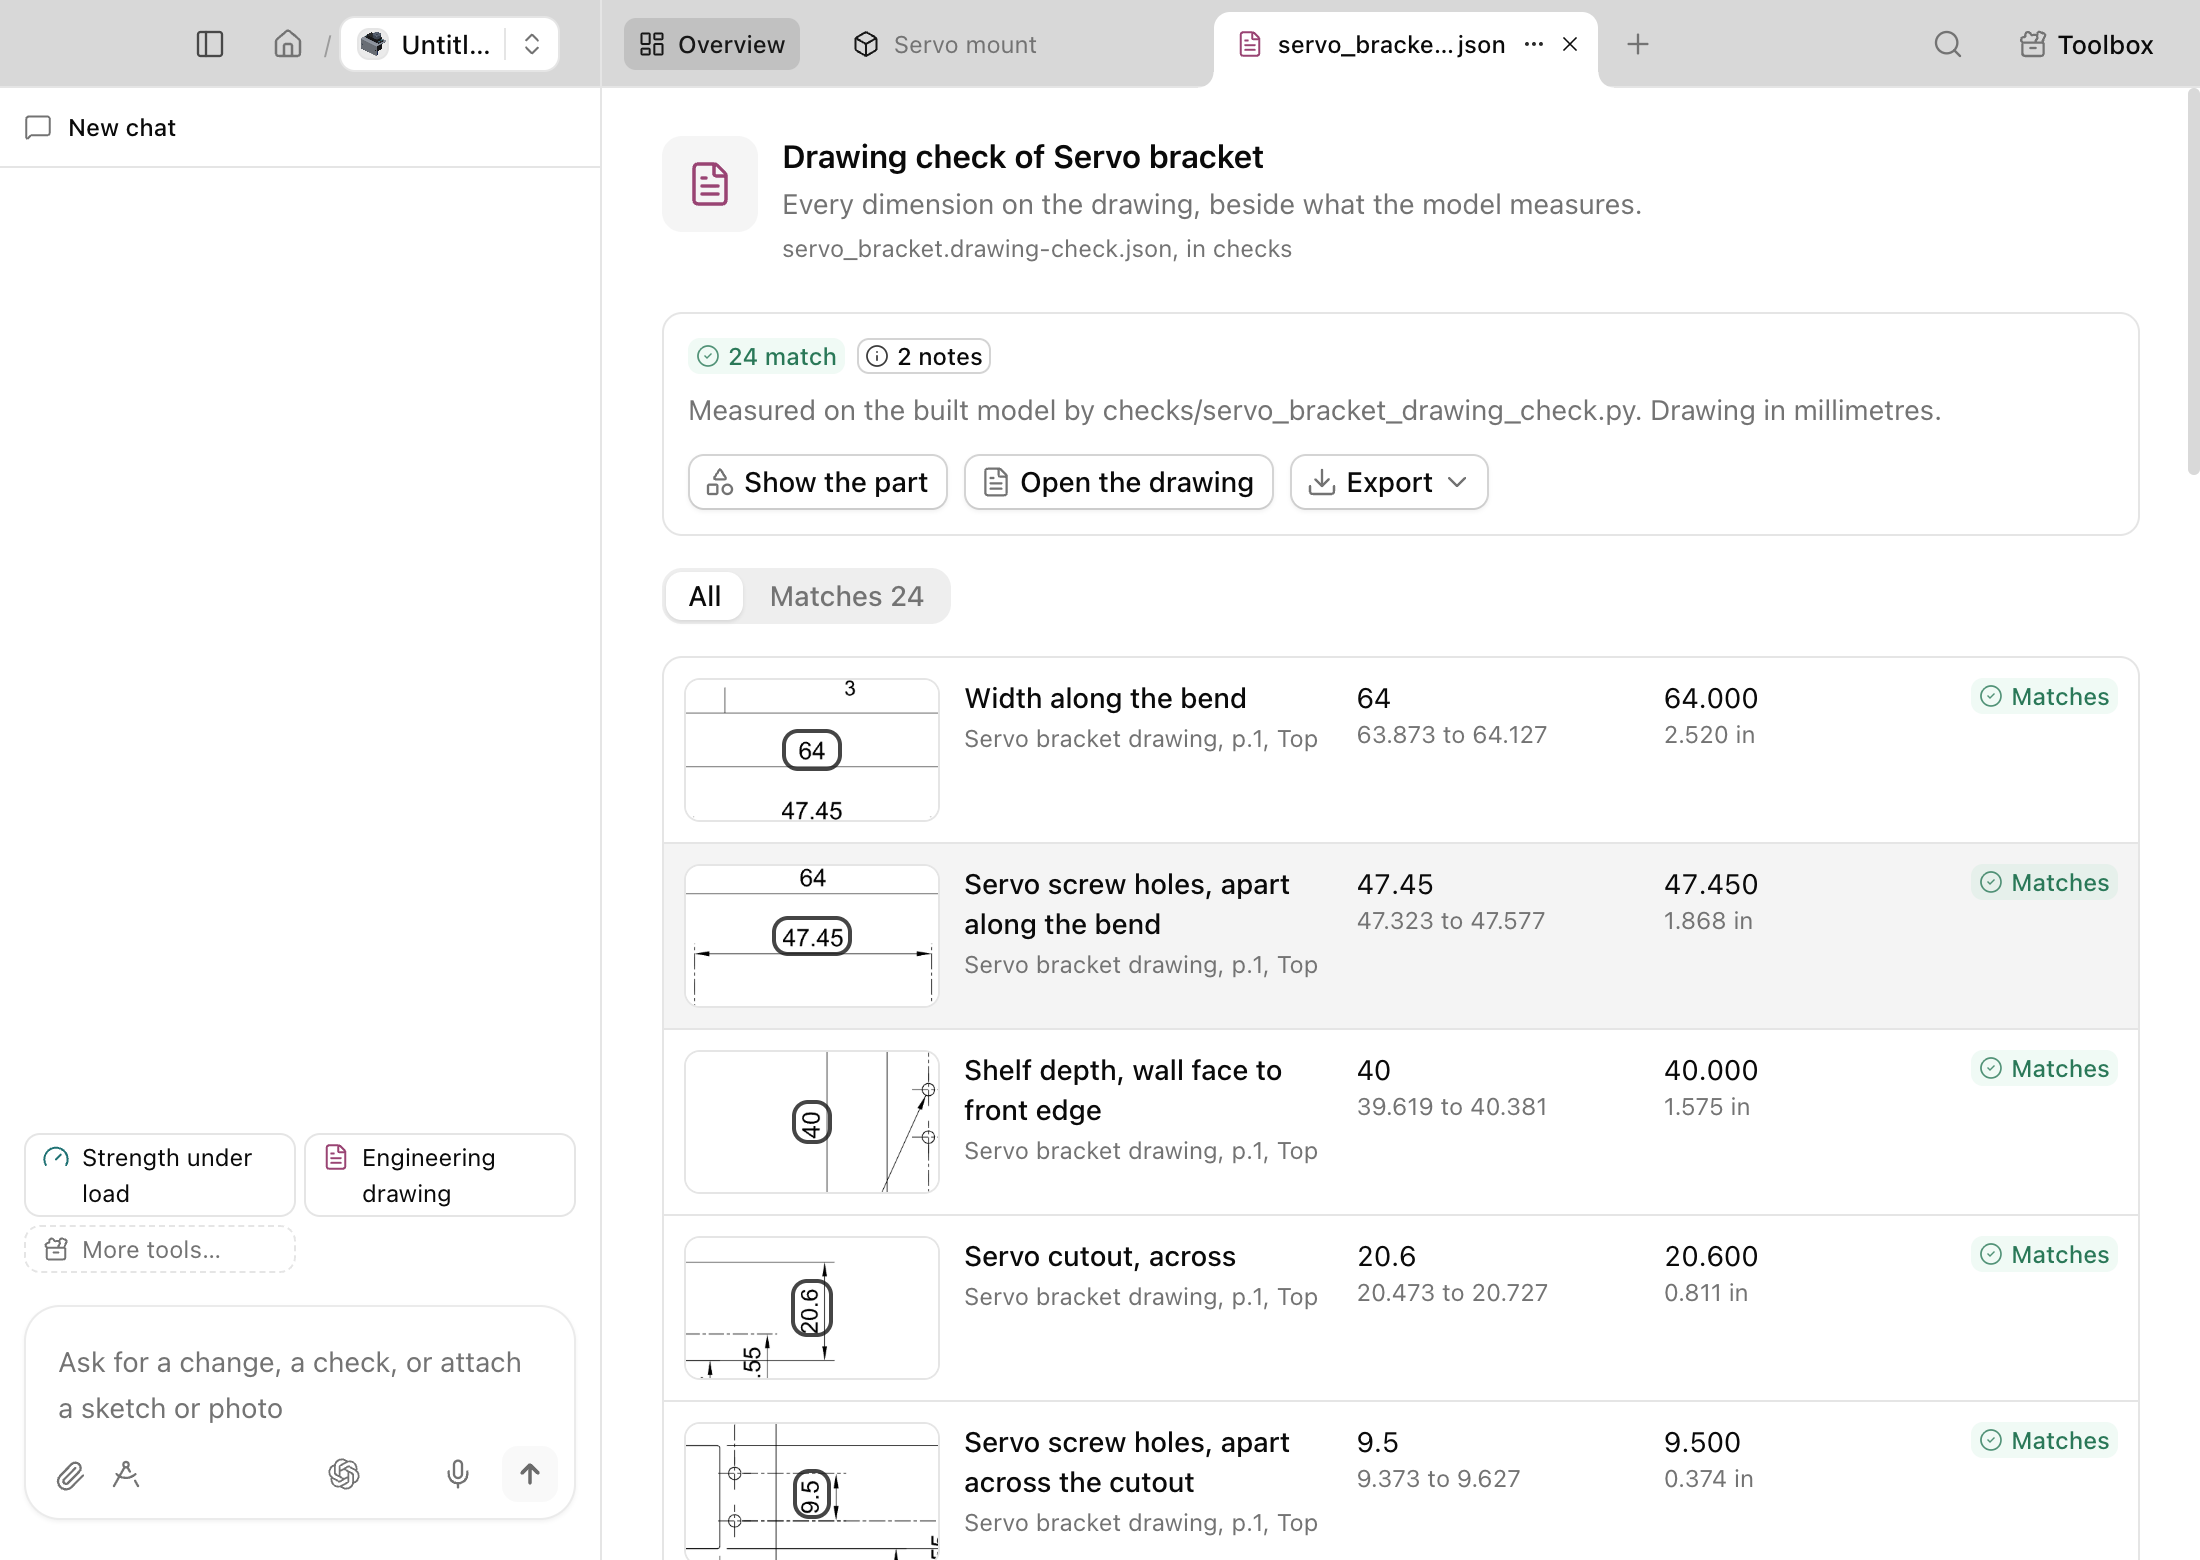 Untitl...
Overview
Servo mount
servo_bracke...json
Toolbox
New chat
Drawing check of Servo bracket
Every dimension on the drawing, beside what the model measures.
servo_bracket.drawing-check.json, in checks
24 match
2 notes
Measured on the built model by checks/servo_bracket_drawing_check.py. Drawing in millimetres.
Show the part
Open the drawing
Export
All
Matches 24
3
64
47.45
Width along the bend
Servo bracket drawing, p.1, Top
64
63.873 to 64.127
64.000
2.520 in
Matches
64
47.45
Servo screw holes, apart
along the bend
Servo bracket drawing, p.1, Top
47.45
47.323 to 47.577
47.450
1.868 in
Matches
40
Shelf depth, wall face to
front edge
Servo bracket drawing, p.1, Top
40
39.619 to 40.381
40.000
1.575 in
Matches
20.6
.55
Servo cutout, across
Servo bracket drawing, p.1, Top
20.6
20.473 to 20.727
20.600
0.811 in
Matches
9.5
Servo screw holes, apart
across the cutout
Servo bracket drawing, p.1, Top
9.5
9.373 to 9.627
9.500
0.374 in
Matches
Strength under
load
Engineering
drawing
More tools...
Ask for a change, a check, or attach
a sketch or photo